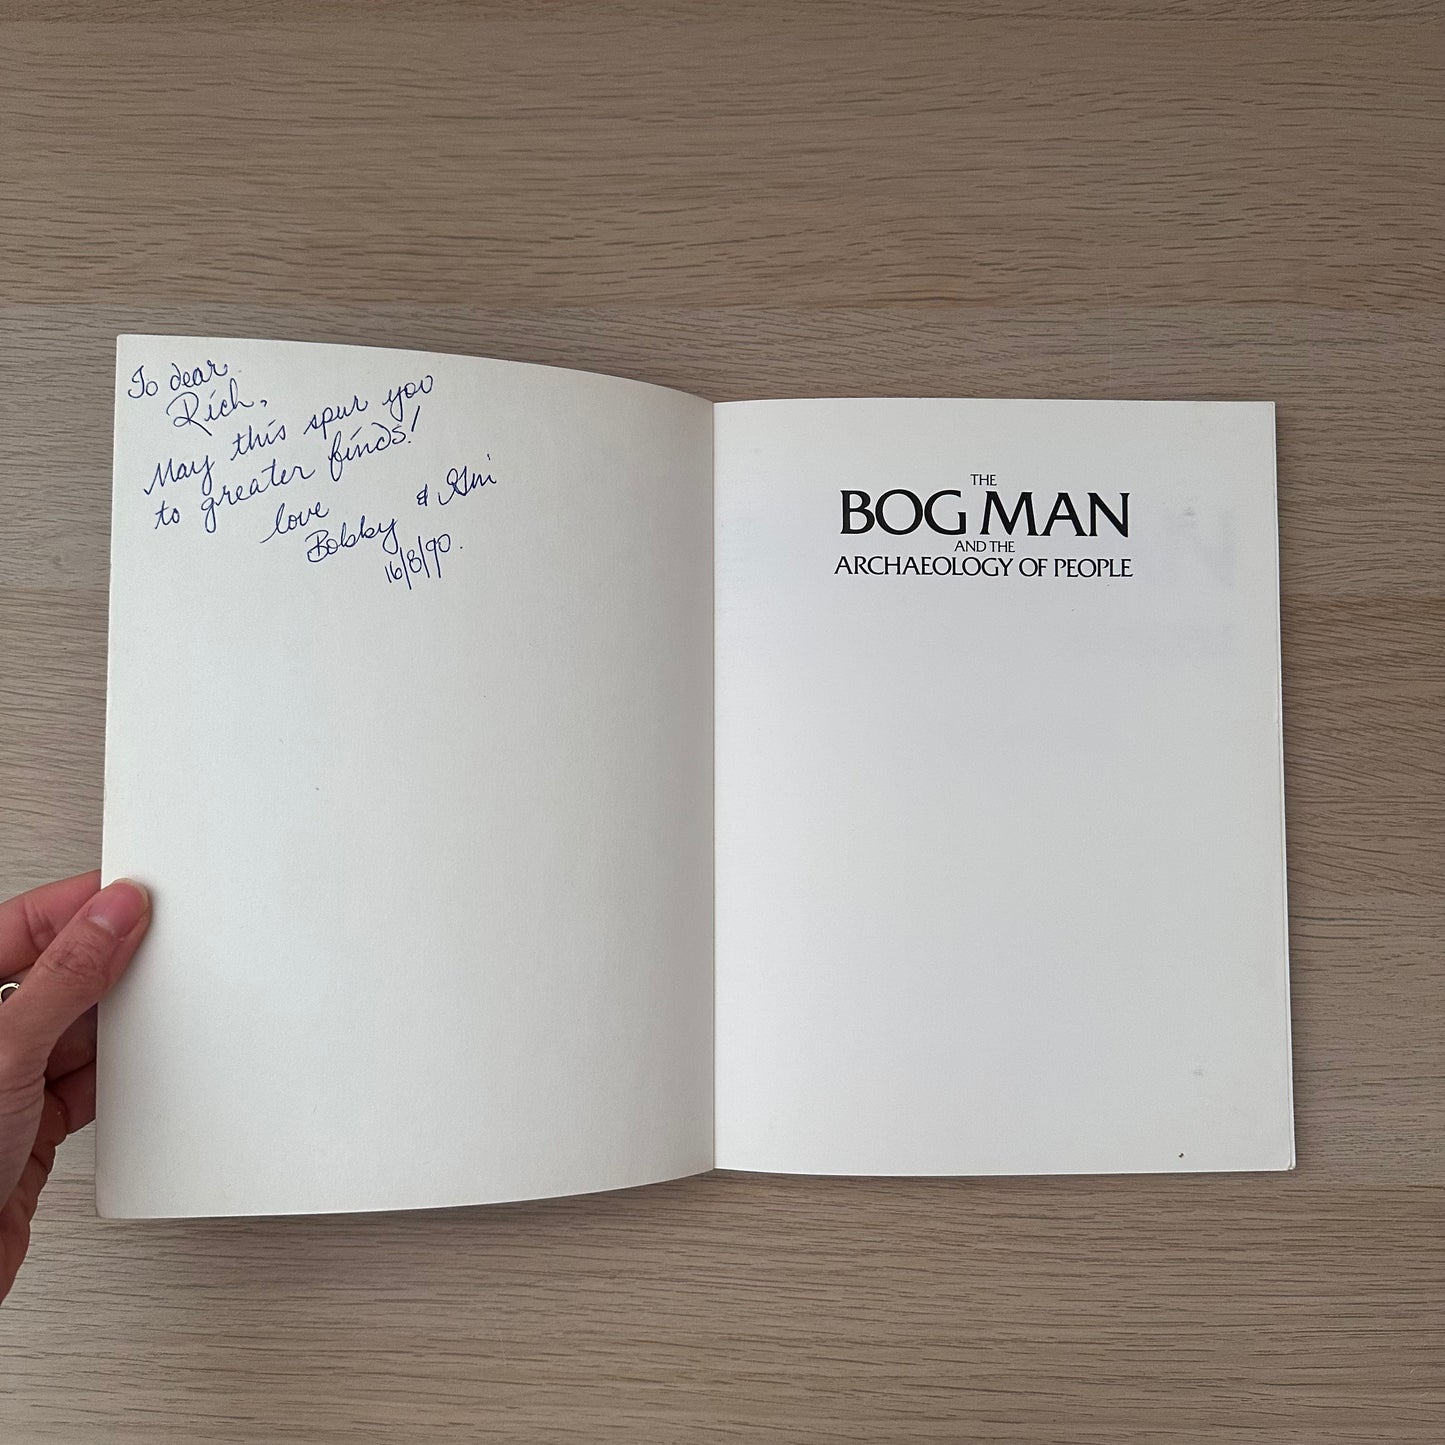 To dear
Rich,
May this spur you
to greater finds!
love
Bobby & Gini
16/8/90.
THE
BOG MAN
AND THE
ARCHAEOLOGY OF PEOPLE